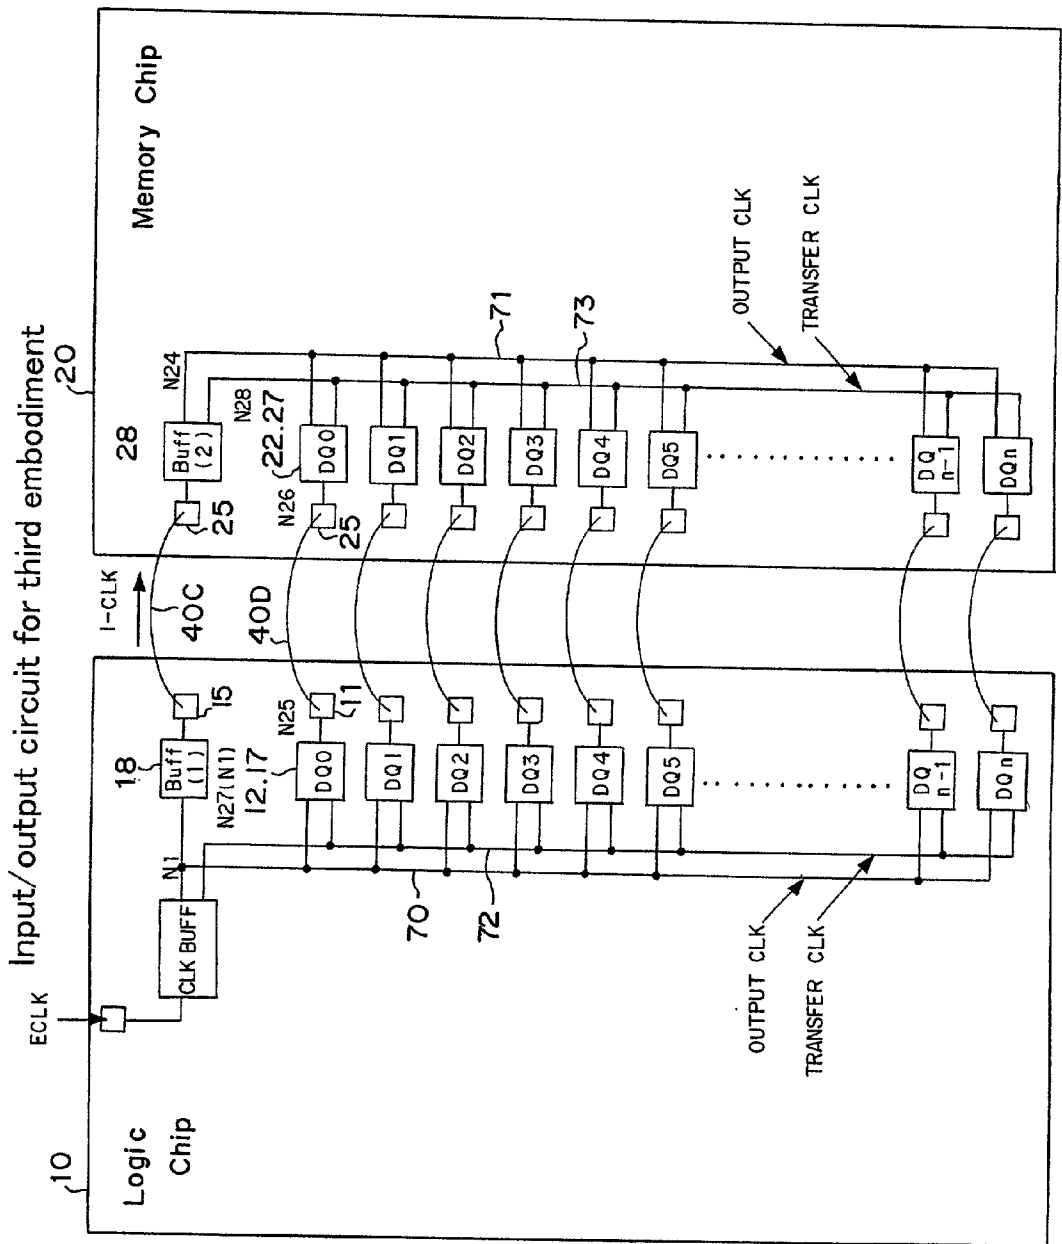 Input/output circuit for third embodiment
10
Logic
Chip
ECLK
CLK BUFF
N1
18
Buff
(1)
15
N27(N1)
12.17
N25
11
DQ0
DQ1
DQ2
DQ3
DQ4
DQ5
DQ
n-1
DQn
70
72
OUTPUT CLK
TRANSFER CLK
I-CLK
40C
40D
20
Memory Chip
28
Buff
(2)
25
N24
N28
22.27
N26
25
DQ0
DQ1
DQ2
DQ3
DQ4
DQ5
DQ
n-1
DQn
71
73
OUTPUT CLK
TRANSFER CLK